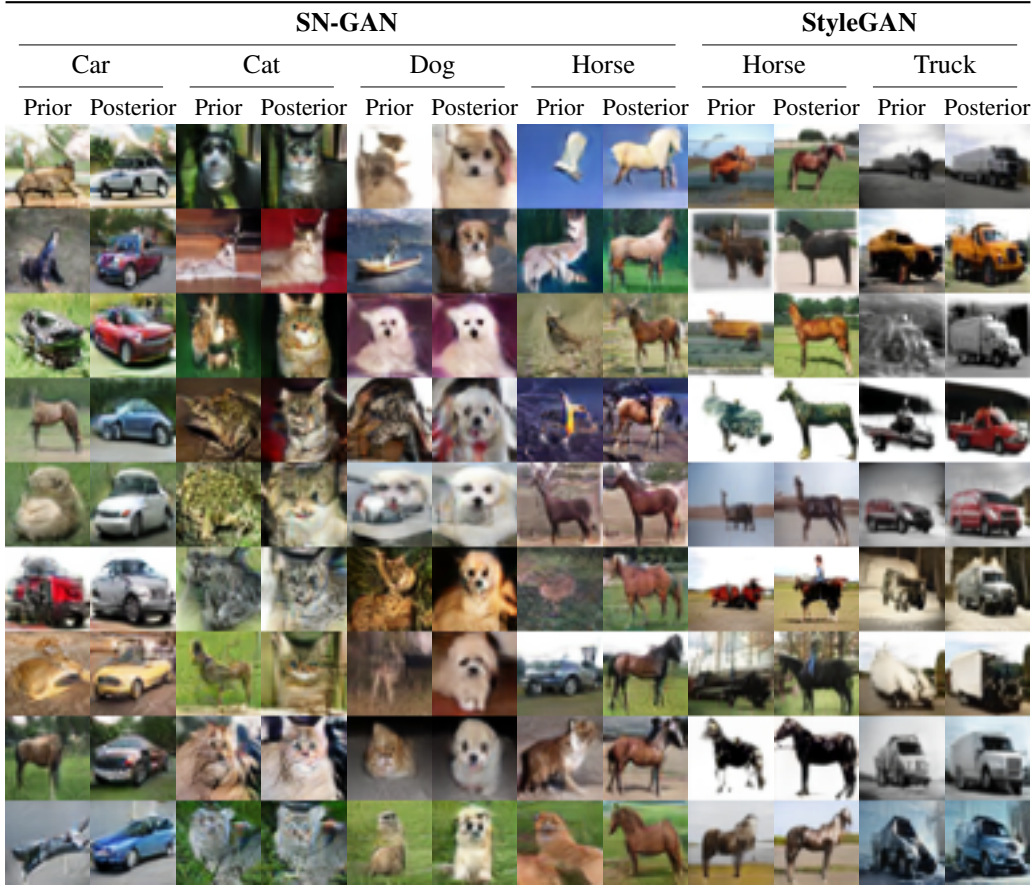 SN-GAN StyleGAN
Car Cat Dog Horse Horse Truck
Prior Posterior Prior Posterior Prior Posterior Prior Posterior Prior Posterior Prior Posterior